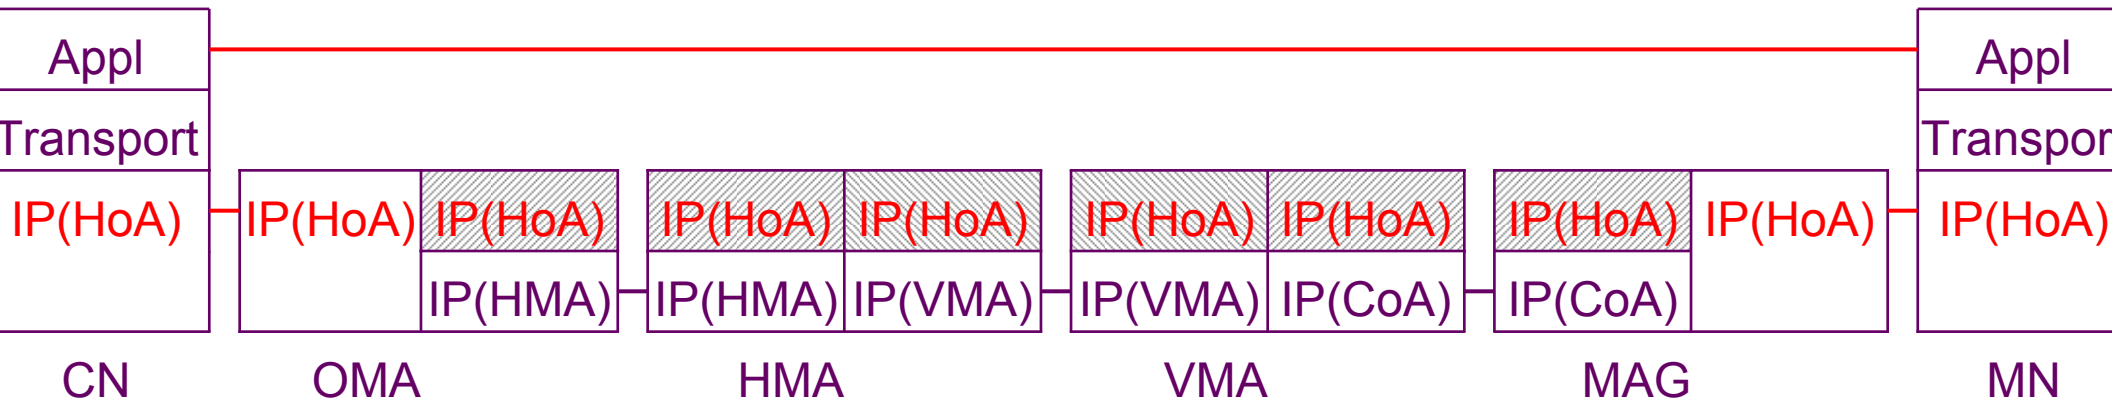 Appl Appl
Transport Transpor
IP(HoA) IP(HoA) IP(HoA) IP(HoA) IP(HoA) IP(HoA) IP(HoA) IP(HoA) IP(HoA) IP(HoA)
IP(HMA) IP(HMA) IP(VMA) IP(VMA) IP(CoA) IP(CoA)
CN OMA HMA VMA MAG MN